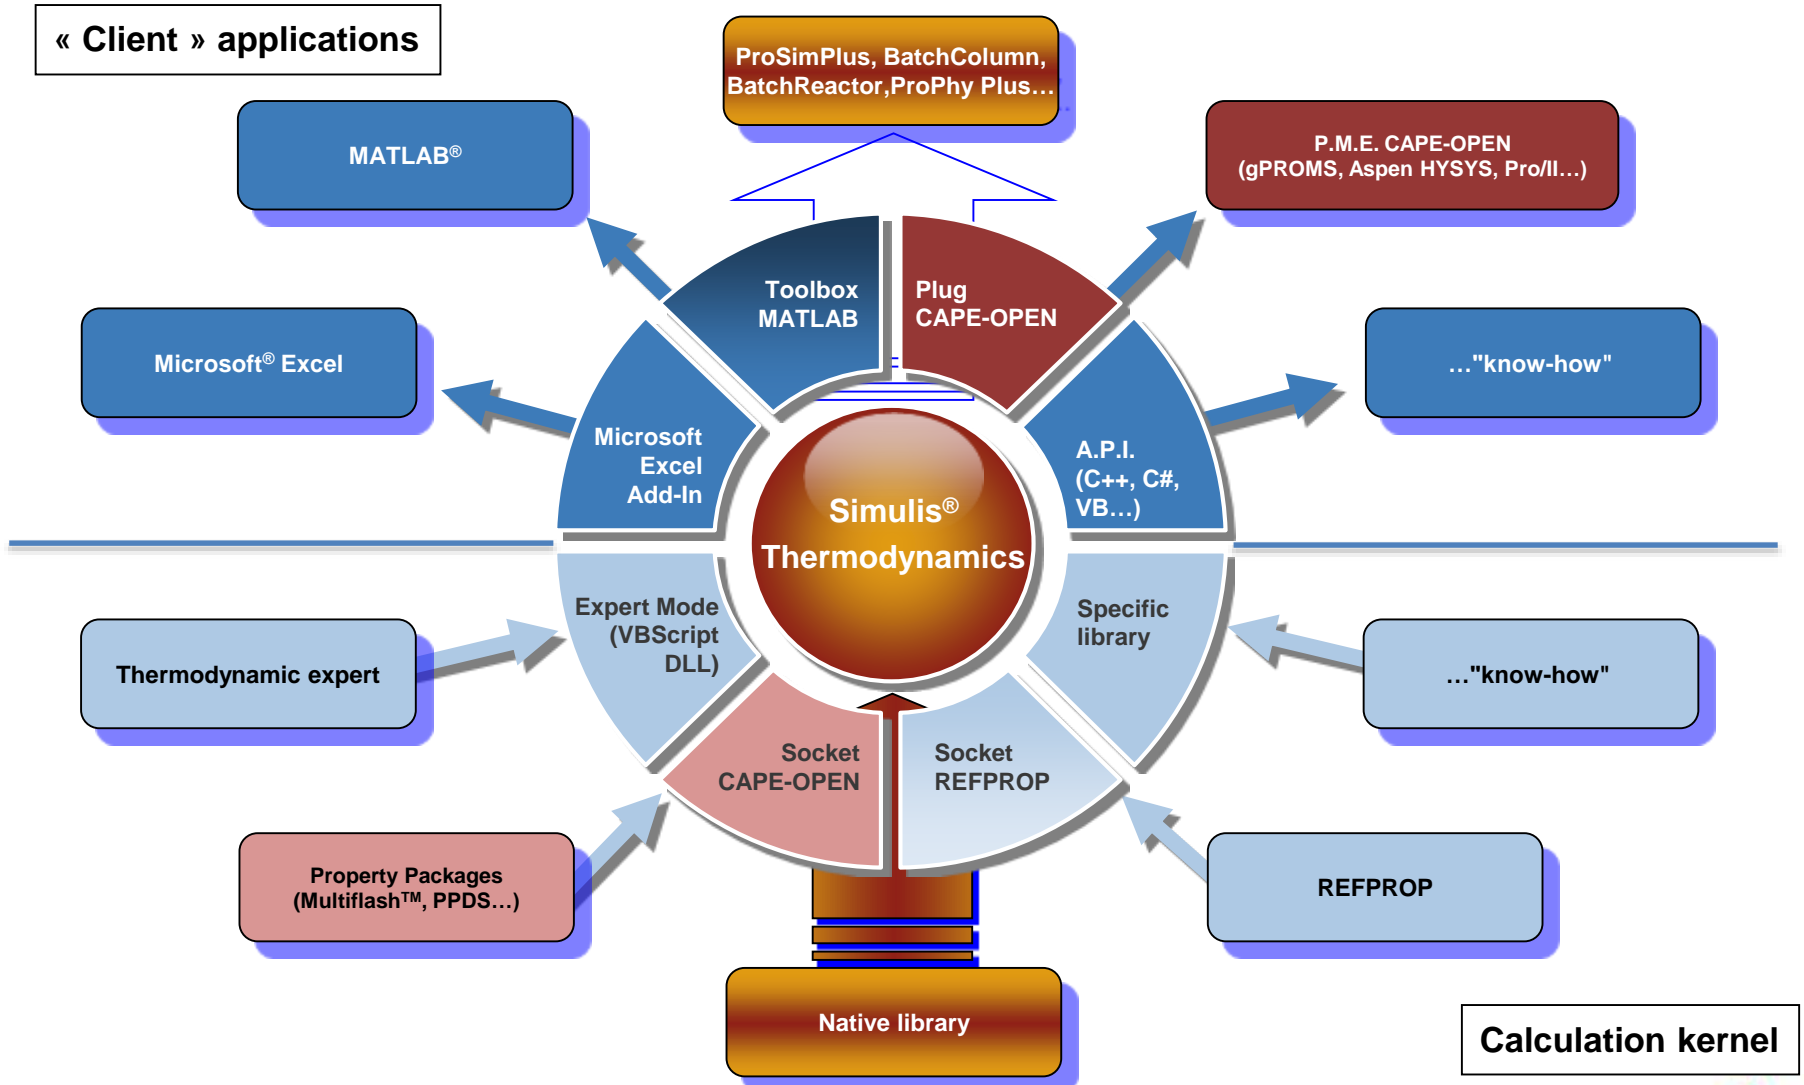 « Client » applications
ProSimPlus, BatchColumn,
BatchReactor,ProPhy Plus…
MATLAB®
P.M.E. CAPE-OPEN
(gPROMS, Aspen HYSYS, Pro/II…)
Toolbox
MATLAB
Plug
CAPE-OPEN
Microsoft® Excel
…"know-how"
Microsoft
Excel
Add-In
A.P.I.
(C++, C#,
VB…)
Simulis®
Thermodynamics
Expert Mode
(VBScript
DLL)
Specific
library
Thermodynamic expert
…"know-how"
Socket
CAPE-OPEN
Socket
REFPROP
Property Packages
(Multiflash™, PPDS…)
REFPROP
Native library
Calculation kernel